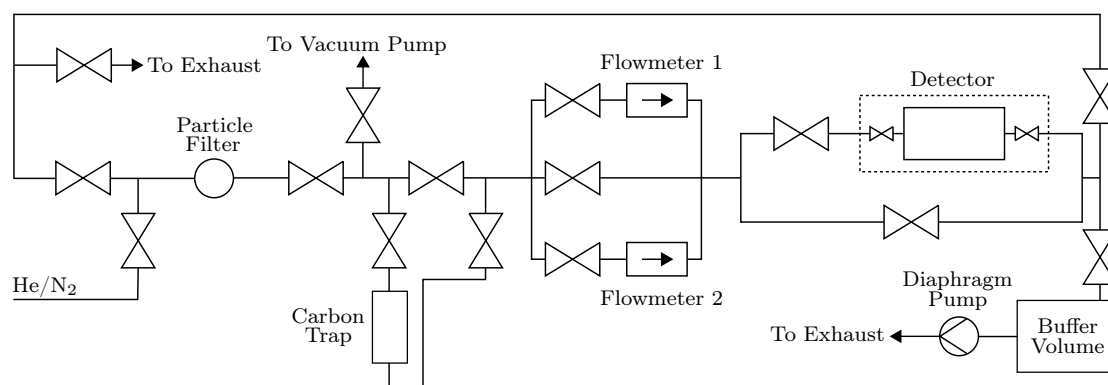 To Vacuum Pump
To Exhaust
Flowmeter 1
Detector
Particle
Filter
He/N₂
Carbon
Trap
Flowmeter 2
Diaphragm
Pump
To Exhaust
Buffer
Volume